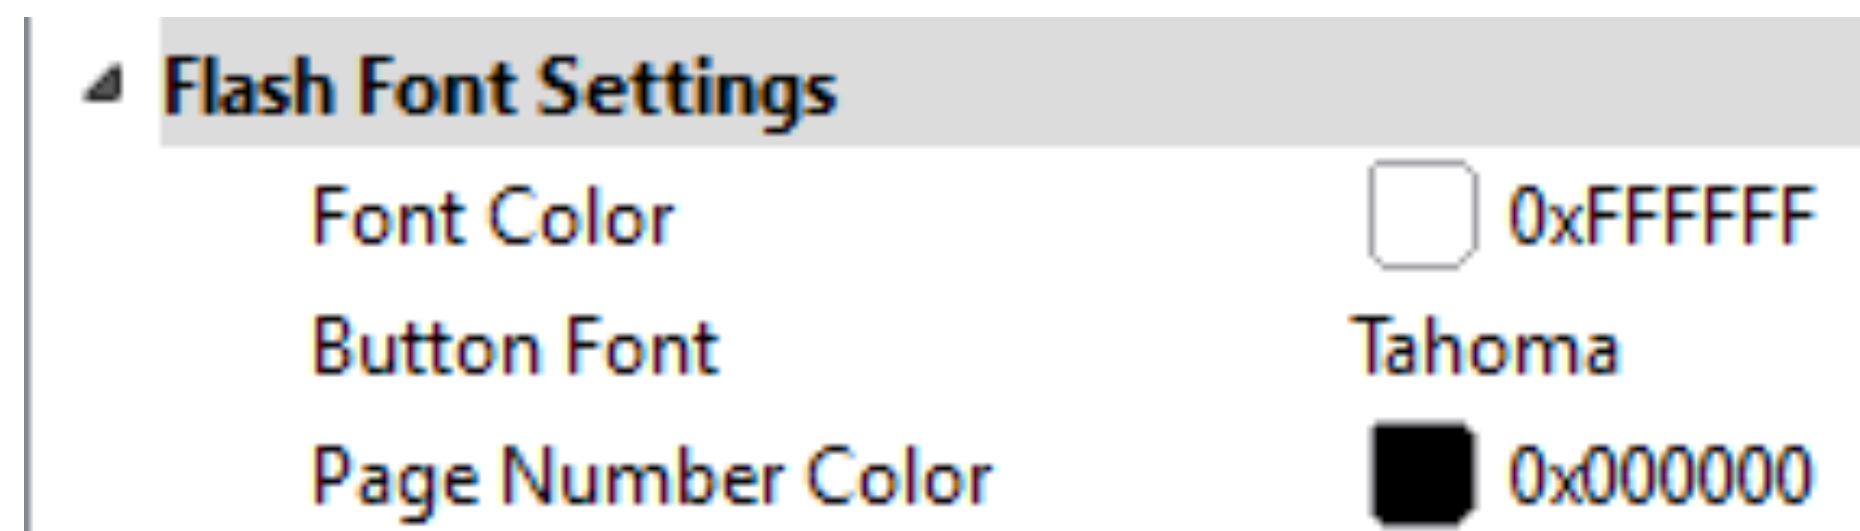 Flash Font Settings
Font Color 0xFFFFFF
Button Font Tahoma
Page Number Color 0x000000